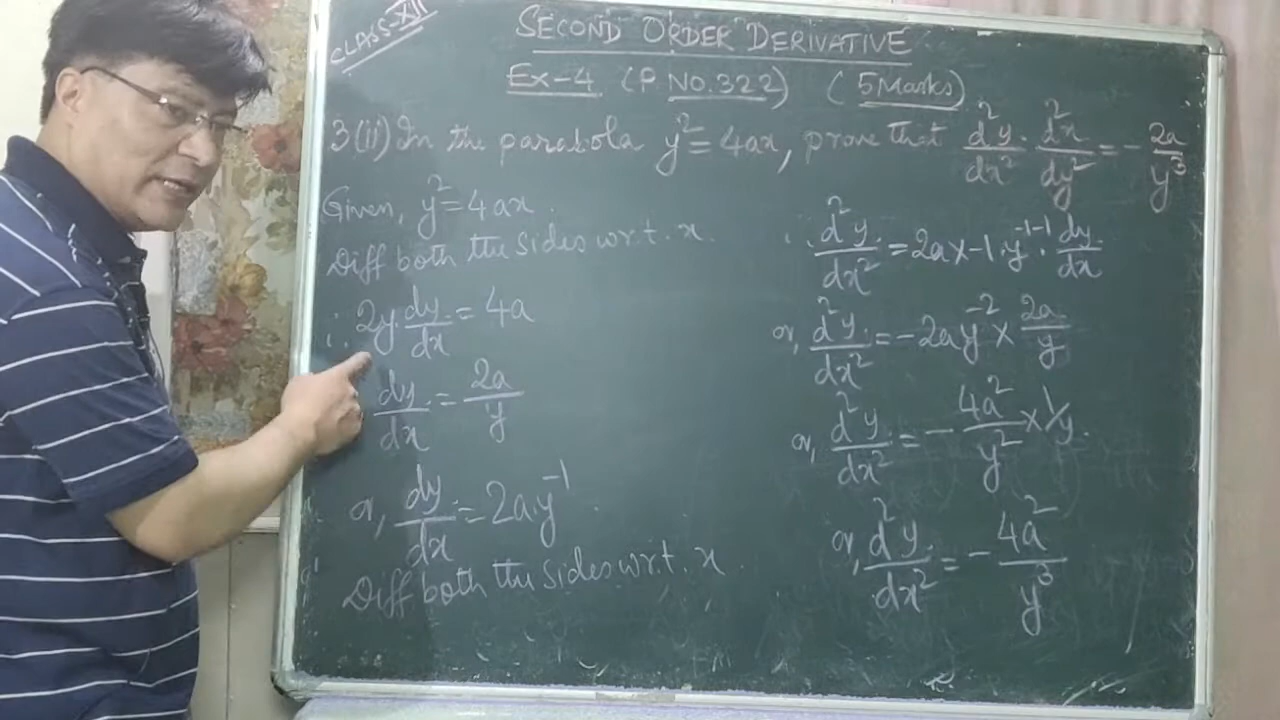 CLASS-XII
SECOND ORDER DERIVATIVE
Ex-4 (P.No.322) (5Marks)
3(ii) In the parabola y²=4ax, prove that d²y/dx² · d²x/dy² = - 2a/y³
Given, y²=4ax.
Diff both the sides w.r.t. x.
∴ 2y. dy/dx = 4a
dy/dx = 2a/y
or, dy/dx = 2a.y⁻¹.
Diff both the sides w.r.t. x.
∴ d²y/dx² = 2a x -1.y⁻¹⁻¹. dy/dx
or, d²y/dx² = -2ay⁻² x 2a/y
or, d²y/dx² = - 4a²/y² x 1/y.
or, d²y/dx² = - 4a²/y³